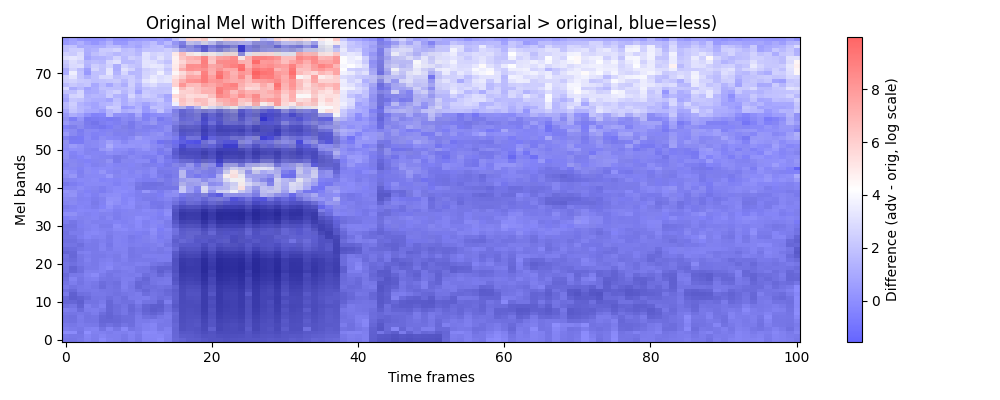 Original Mel with Differences (red=adversarial > original, blue=less)
70
60
50
40
30
20
10
0
Mel bands
0 20 40 60 80 100
Time frames
8
6
4
2
0
Difference (adv - orig, log scale)